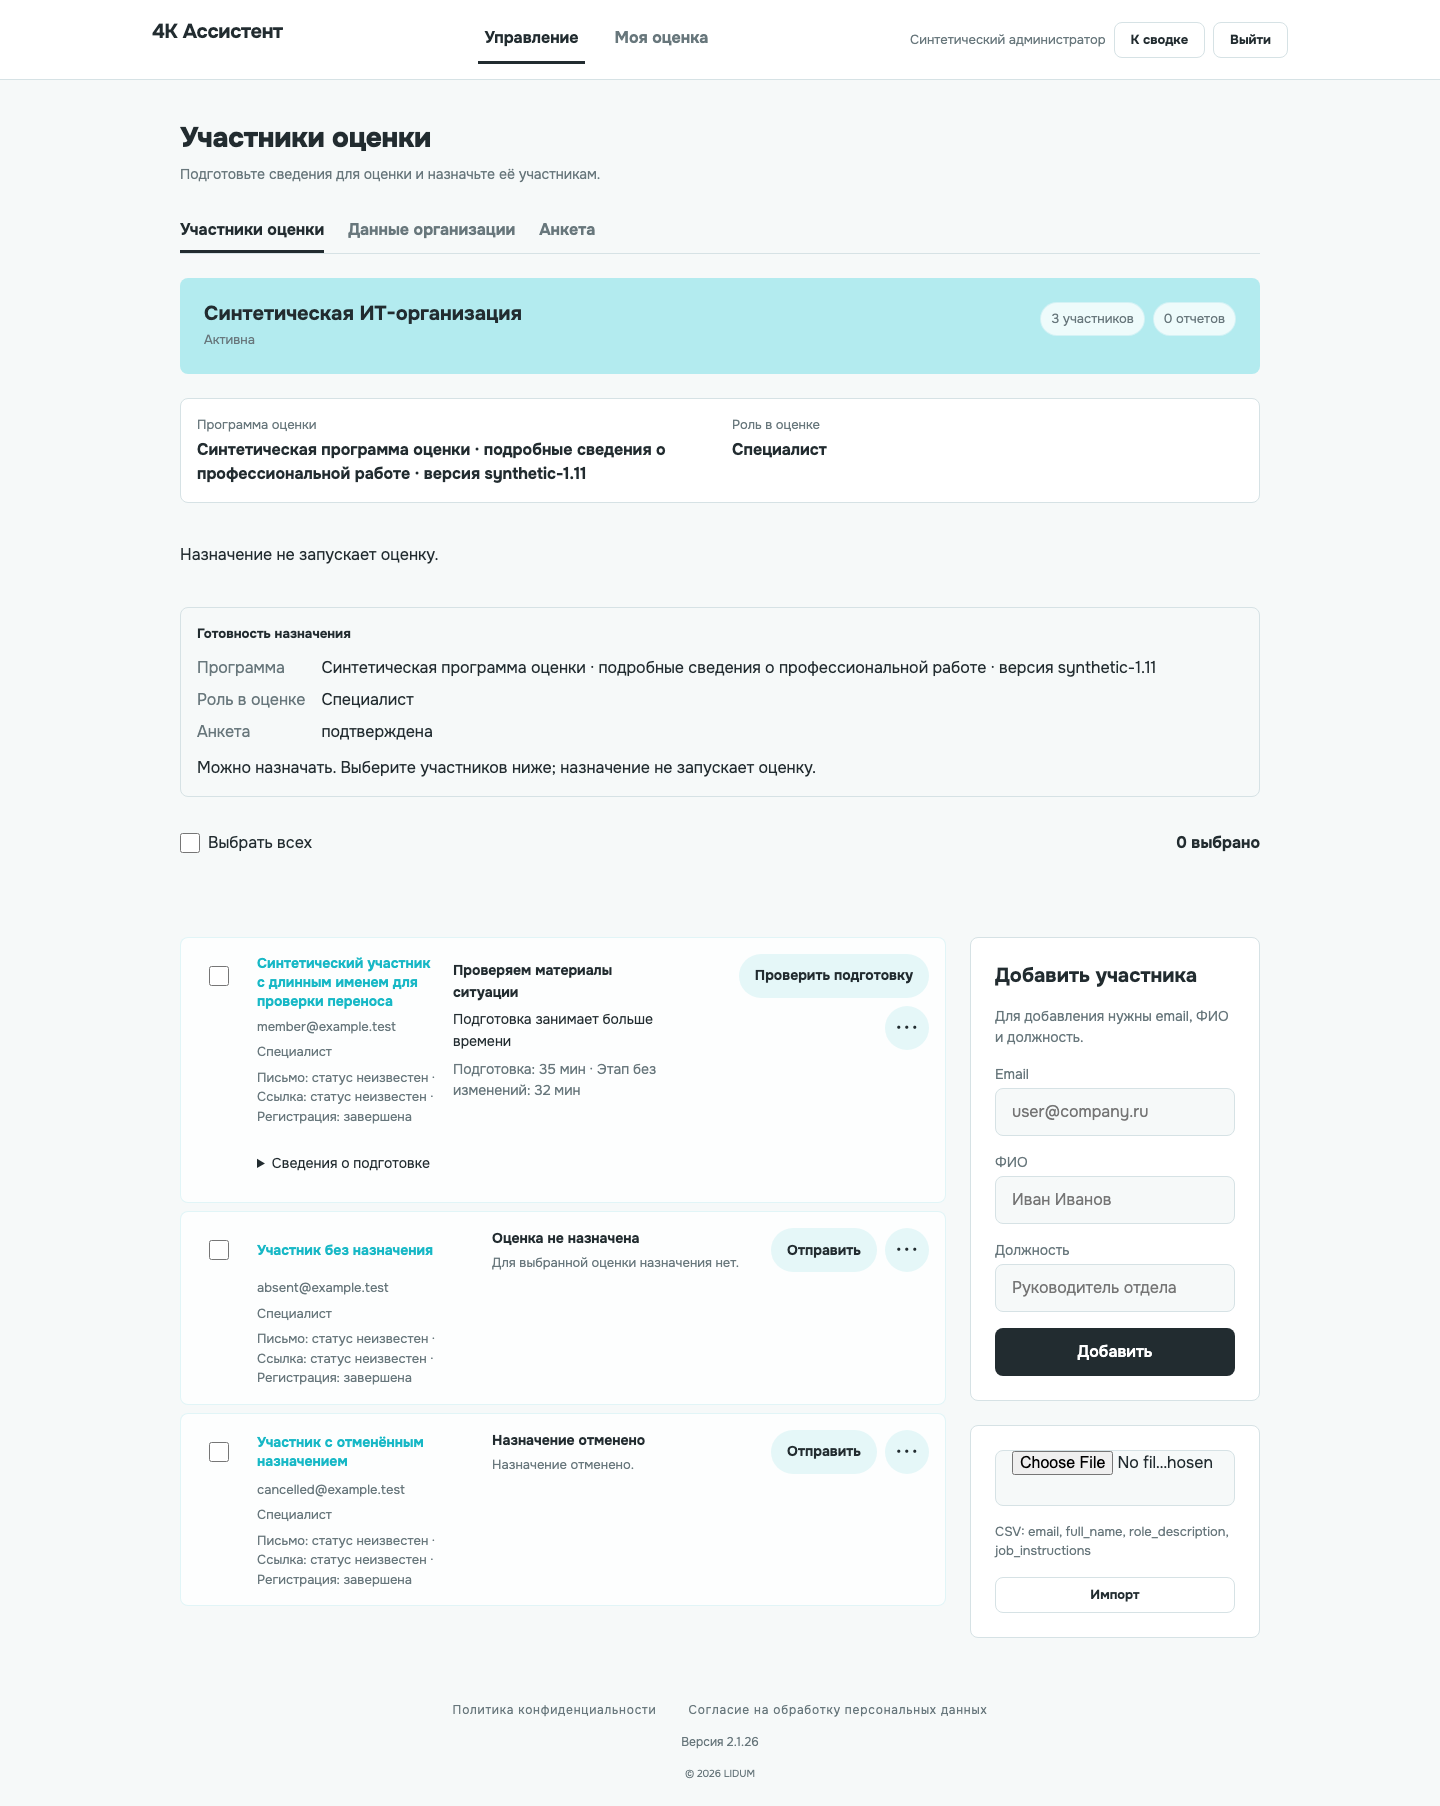 4К Ассистент
Управление
Моя оценка
Синтетический администратор
К сводке
Выйти
Участники оценки
Подготовьте сведения для оценки и назначьте её участникам.
Участники оценки
Данные организации
Анкета
Синтетическая ИТ-организация
Активна
3 участников
0 отчетов
Программа оценки
Синтетическая программа оценки · подробные сведения о
профессиональной работе · версия synthetic-1.11
Роль в оценке
Специалист
Назначение не запускает оценку.
Готовность назначения
Программа
Синтетическая программа оценки · подробные сведения о профессиональной работе · версия synthetic-1.11
Роль в оценке
Специалист
Анкета
подтверждена
Можно назначать. Выберите участников ниже; назначение не запускает оценку.
Выбрать всех
0 выбрано
Синтетический участник
с длинным именем для
проверки переноса
member@example.test
Специалист
Письмо: статус неизвестен ·
Ссылка: статус неизвестен ·
Регистрация: завершена
Проверяем материалы
ситуации
Подготовка занимает больше
времени
Подготовка: 35 мин · Этап без
изменений: 32 мин
Проверить подготовку
···
Сведения о подготовке
Участник без назначения
absent@example.test
Специалист
Письмо: статус неизвестен ·
Ссылка: статус неизвестен ·
Регистрация: завершена
Оценка не назначена
Для выбранной оценки назначения нет.
Отправить
···
Участник с отменённым
назначением
cancelled@example.test
Специалист
Письмо: статус неизвестен ·
Ссылка: статус неизвестен ·
Регистрация: завершена
Назначение отменено
Назначение отменено.
Отправить
···
Добавить участника
Для добавления нужны email, ФИО
и должность.
Email
user@company.ru
ФИО
Иван Иванов
Должность
Руководитель отдела
Добавить
Choose File No fil...hosen
CSV: email, full_name, role_description,
job_instructions
Импорт
Политика конфиденциальности
Согласие на обработку персональных данных
Версия 2.1.26
© 2026 LIDUM